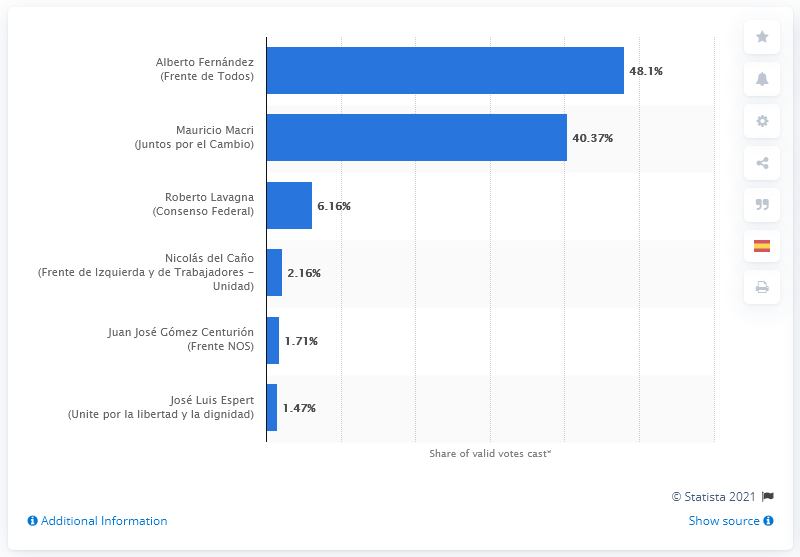 Alberto Fernández
(Frente de Todos)
48.1%
Mauricio Macri
(Juntos por el Cambio)
40.37%
Roberto Lavagna
(Consenso Federal)
6.16%
Nicolás del Caño
(Frente de Izquierda y de Trabajadores –
Unidad)
2.16%
Juan José Gómez Centurión
(Frente NOS)
1.71%
José Luis Espert
(Unite por la libertad y la dignidad)
1.47%
Share of valid votes cast*
© Statista 2021
Additional Information
Show source